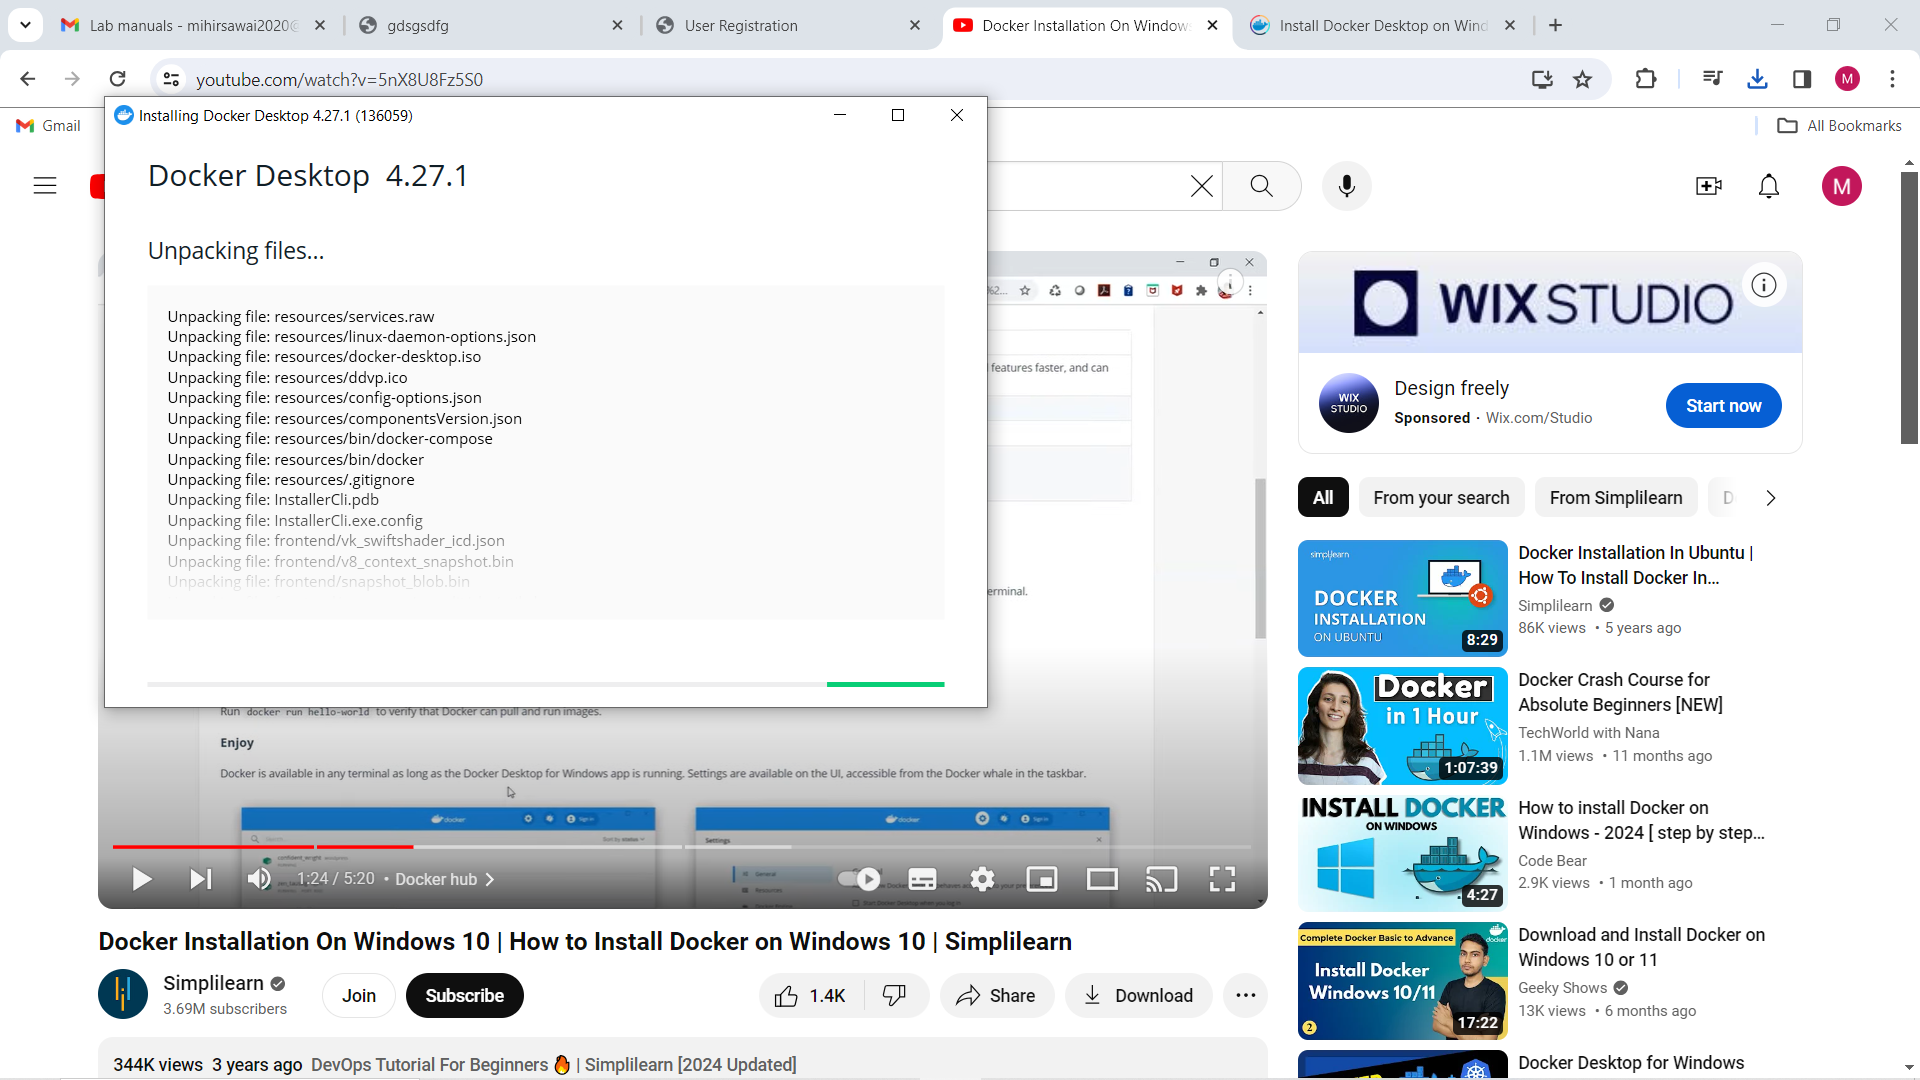 Lab manuals - mihirsawai2020@
gdsgsdfg
User Registration
Docker Installation On Windows
Install Docker Desktop on Wind
youtube.com/watch?v=5nX8U8Fz5S0
M
Gmail
All Bookmarks
Installing Docker Desktop 4.27.1 (136059)
Docker Desktop 4.27.1
Unpacking files...
Unpacking file: resources/services.raw
Unpacking file: resources/linux-daemon-options.json
Unpacking file: resources/docker-desktop.iso
Unpacking file: resources/ddvp.ico
Unpacking file: resources/config-options.json
Unpacking file: resources/componentsVersion.json
Unpacking file: resources/bin/docker-compose
Unpacking file: resources/bin/docker
Unpacking file: resources/.gitignore
Unpacking file: InstallerCli.pdb
Unpacking file: InstallerCli.exe.config
Unpacking file: frontend/vk_swiftshader_icd.json
Unpacking file: frontend/v8_context_snapshot.bin
Unpacking file: frontend/snapshot_blob.bin
M
features faster, and can
erminal.
Run docker run hello-world to verify that Docker can pull and run images.
Enjoy
Docker is available in any terminal as long as the Docker Desktop for Windows app is running. Settings are available on the UI, accessible from the Docker whale in the taskbar.
docker
Sign in
docker
Sign in
Search
Settings
General
Resources
1:24 / 5:20 • Docker hub
Docker Installation On Windows 10 | How to Install Docker on Windows 10 | Simplilearn
Simplilearn
3.69M subscribers
Join
Subscribe
1.4K
Share
Download
344K views 3 years ago DevOps Tutorial For Beginners 🔥 | Simplilearn [2024 Updated]
WIX STUDIO
WIX
STUDIO
Design freely
Sponsored · Wix.com/Studio
Start now
All
From your search
From Simplilearn
D
simplilearn
DOCKER
INSTALLATION
ON UBUNTU
8:29
Docker Installation In Ubuntu |
How To Install Docker In...
Simplilearn
86K views • 5 years ago
Docker
in 1 Hour
1:07:39
Docker Crash Course for
Absolute Beginners [NEW]
TechWorld with Nana
1.1M views • 11 months ago
INSTALL DOCKER
ON WINDOWS
4:27
How to install Docker on
Windows - 2024 [ step by step...
Code Bear
2.9K views • 1 month ago
Complete Docker Basic to Advance
docker
Install Docker
Windows 10/11
2
17:22
Download and Install Docker on
Windows 10 or 11
Geeky Shows
13K views • 6 months ago
Docker Desktop for Windows